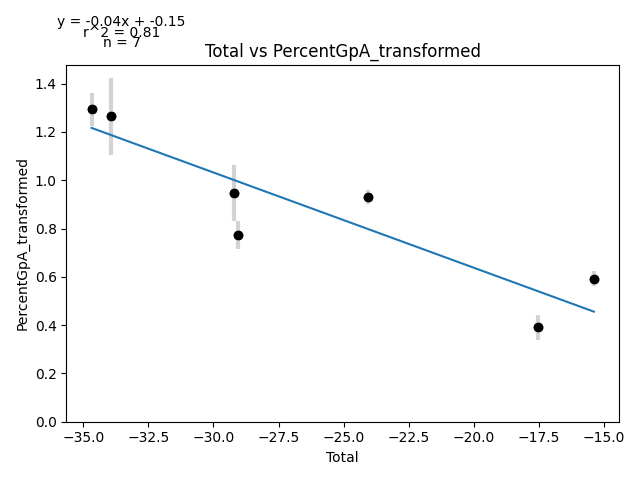 y = -0.04x + -0.15
r^2 = 0.81
n = 7
Total vs PercentGpA_transformed
PercentGpA_transformed
1.4
1.2
1.0
0.8
0.6
0.4
0.2
0.0
−35.0 −32.5 −30.0 −27.5 −25.0 −22.5 −20.0 −17.5 −15.0
Total